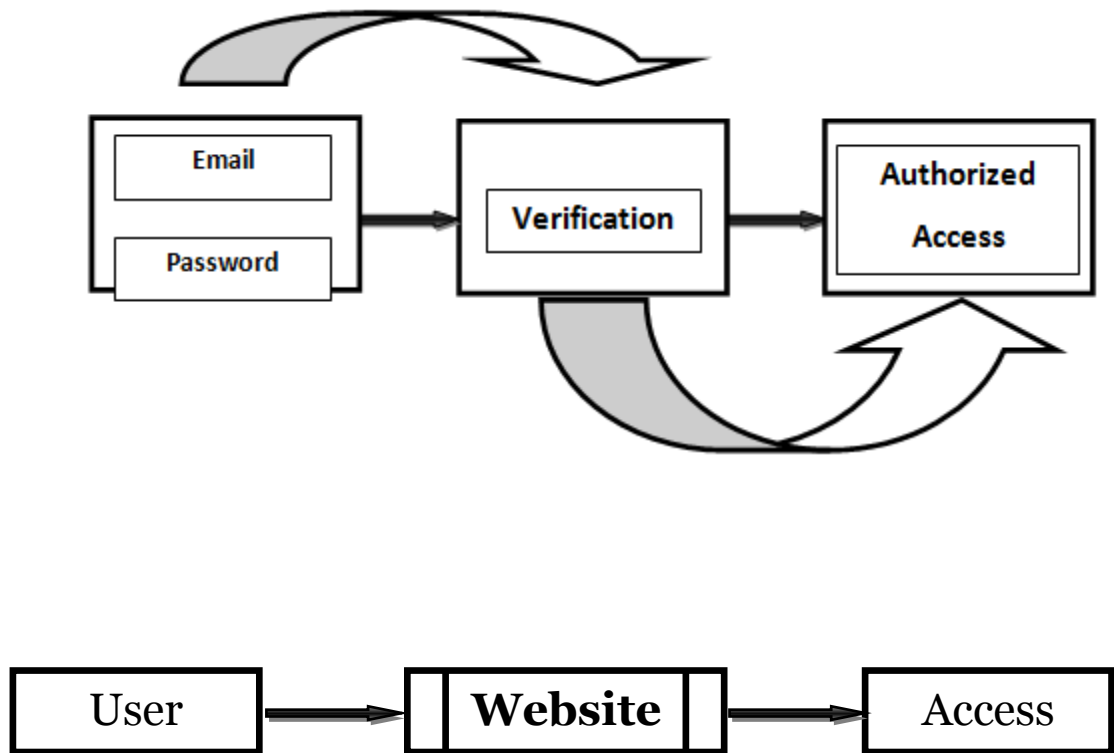 Email
Password
Verification
Authorized
Access
User
Website
Access